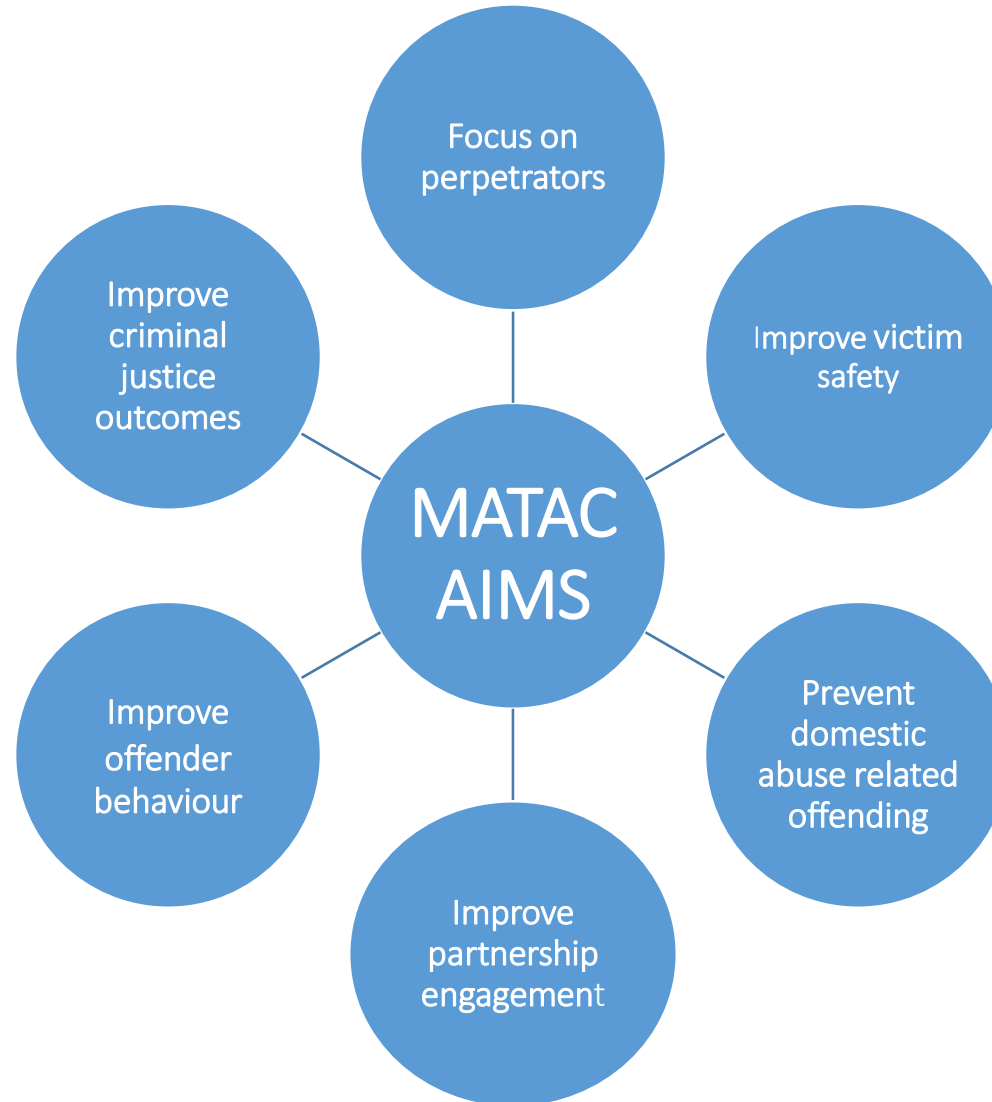 Focus on
perpetrators
Improve victim
safety
Prevent
domestic
abuse related
offending
Improve
partnership
engagement
Improve
offender
behaviour
Improve
criminal
justice
outcomes
MATAC
AIMS